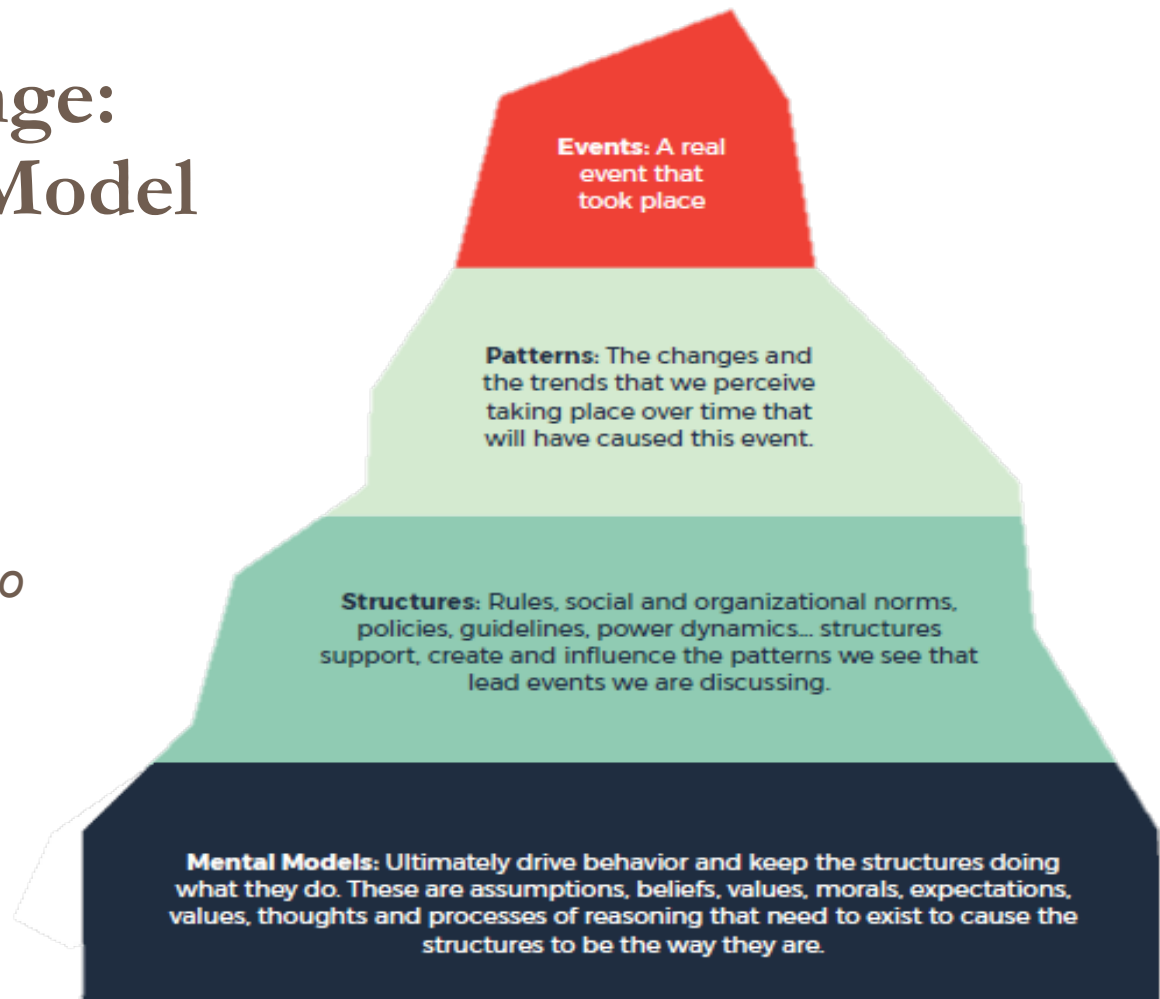 nge:
Model
o
Events: A real
event that
took place
Patterns: The changes and
the trends that we perceive
taking place over time that
will have caused this event.
Structures: Rules, social and organizational norms,
policies, guidelines, power dynamics... structures
support, create and influence the patterns we see that
lead events we are discussing.
Mental Models: Ultimately drive behavior and keep the structures doing
what they do. These are assumptions, beliefs, values, morals, expectations,
values, thoughts and processes of reasoning that need to exist to cause the
structures to be the way they are.